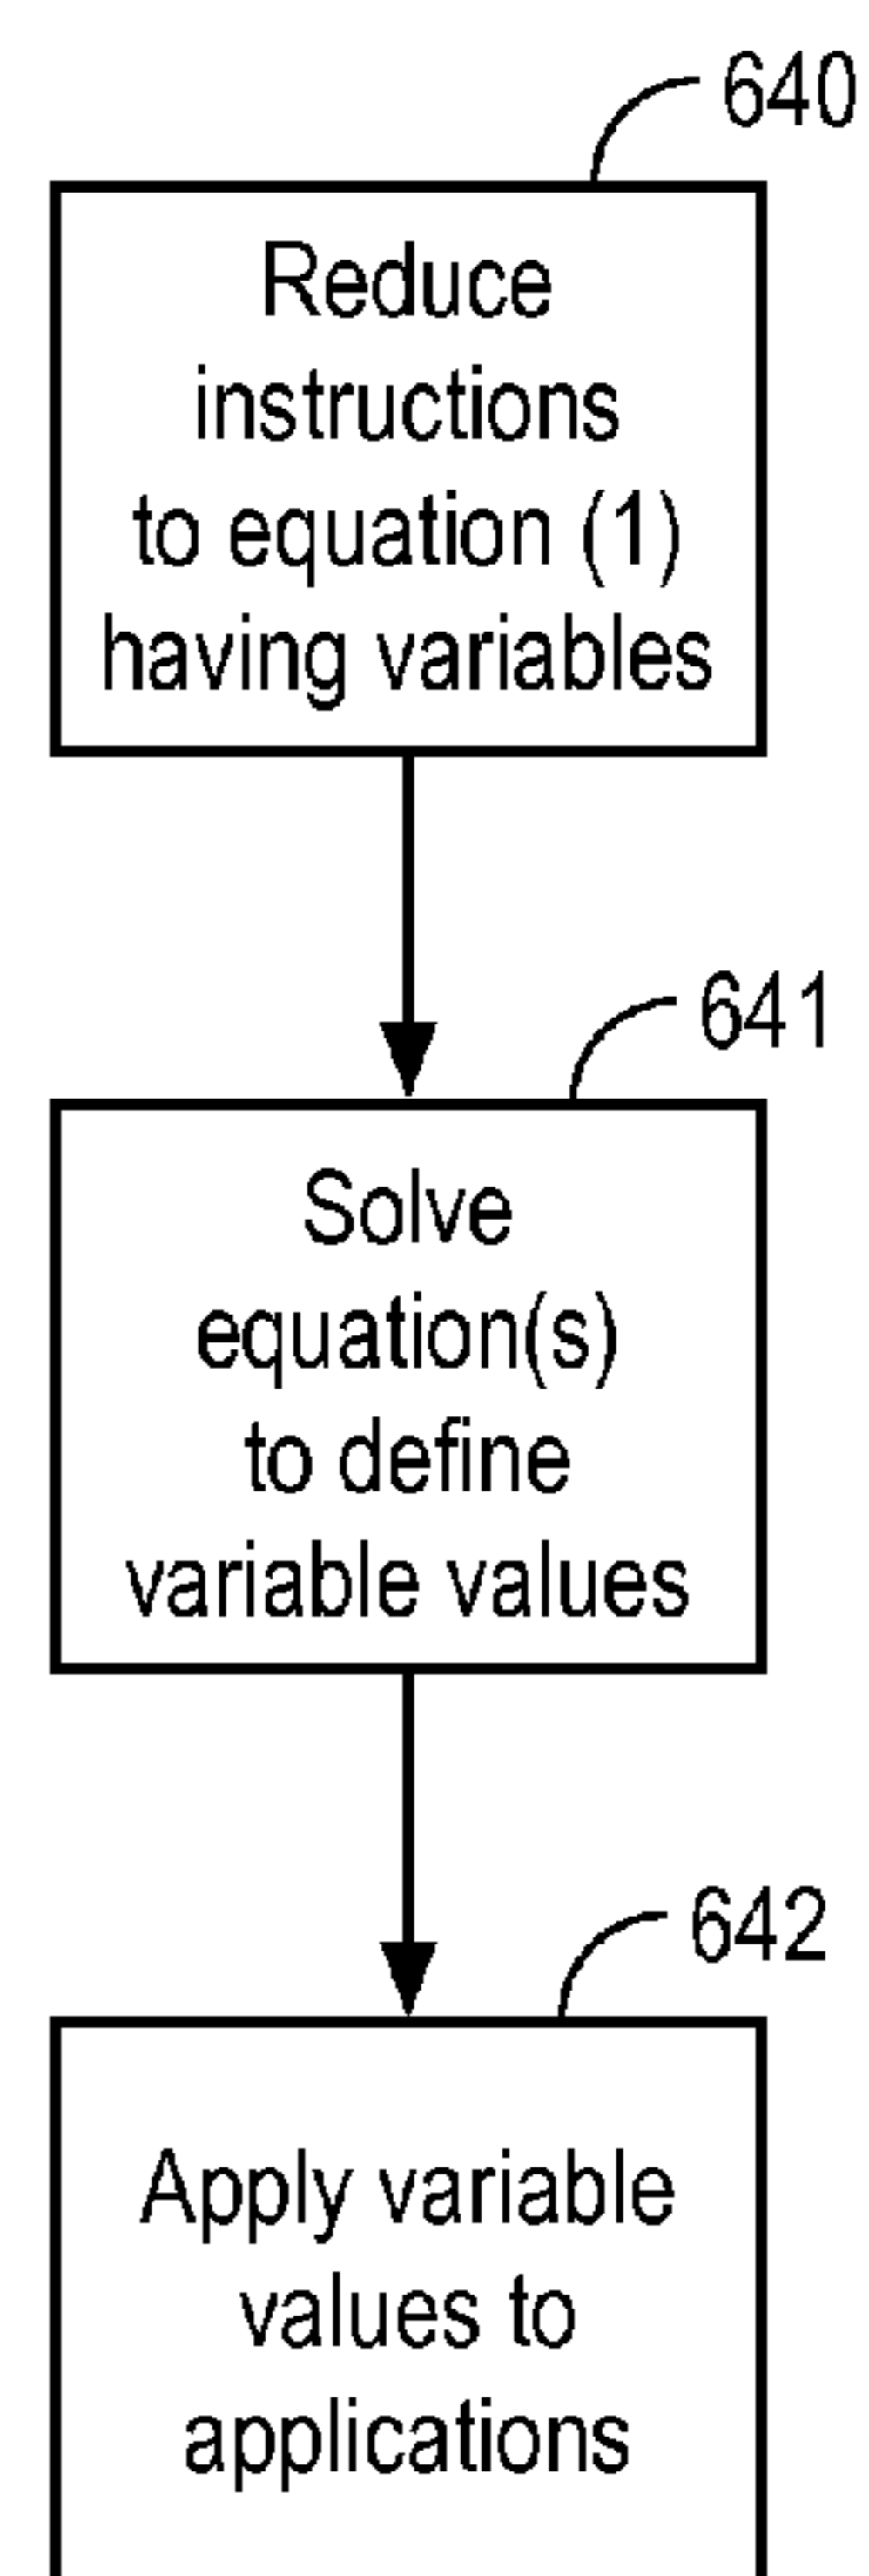 640
Reduce
instructions
to equation (1)
having variables
641
Solve
equation(s)
to define
variable values
642
Apply variable
values to
applications